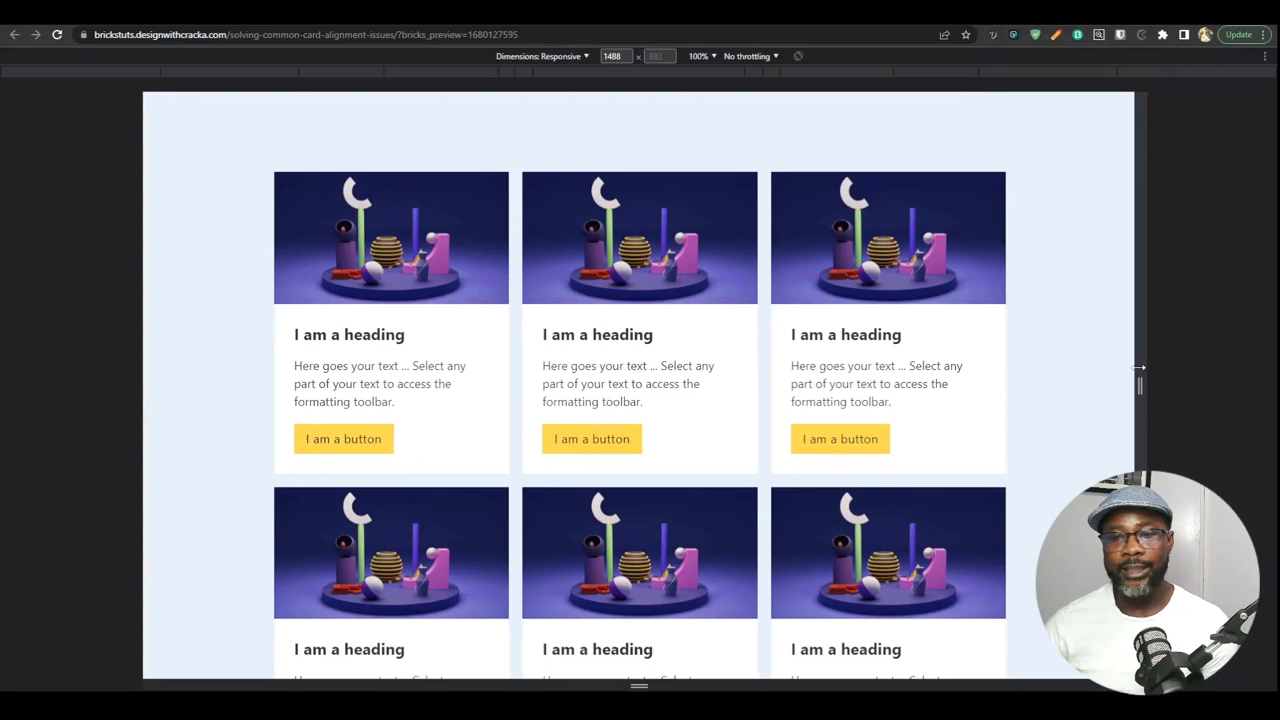 brickstuts.designwithcracka.com/solving-common-card-alignment-issues/?bricks_preview=1680127595
Update
Dimensions: Responsive
1488
×
882
100%
No throttling
I am a heading
I am a heading
I am a heading
Here goes your text ... Select any
part of your text to access the
formatting toolbar.
Here goes your text ... Select any
part of your text to access the
formatting toolbar.
Here goes your text ... Select any
part of your text to access the
formatting toolbar.
I am a button
I am a button
I am a button
I am a heading
I am a heading
I am a heading